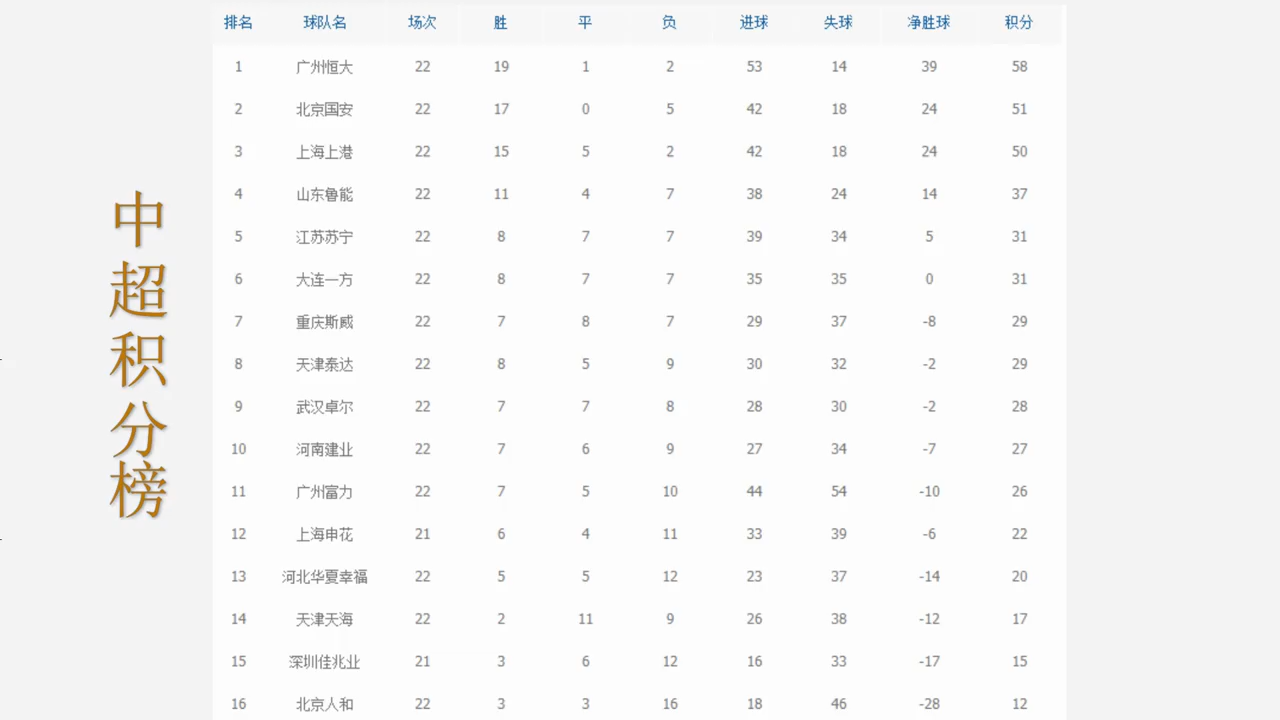 中超积分榜
排名 球队名 场次 胜 平 负 进球 失球 净胜球 积分
1 广州恒大 22 19 1 2 53 14 39 58
2 北京国安 22 17 0 5 42 18 24 51
3 上海上港 22 15 5 2 42 18 24 50
4 山东鲁能 22 11 4 7 38 24 14 37
5 江苏苏宁 22 8 7 7 39 34 5 31
6 大连一方 22 8 7 7 35 35 0 31
7 重庆斯威 22 7 8 7 29 37 -8 29
8 天津泰达 22 8 5 9 30 32 -2 29
9 武汉卓尔 22 7 7 8 28 30 -2 28
10 河南建业 22 7 6 9 27 34 -7 27
11 广州富力 22 7 5 10 44 54 -10 26
12 上海申花 21 6 4 11 33 39 -6 22
13 河北华夏幸福 22 5 5 12 23 37 -14 20
14 天津天海 22 2 11 9 26 38 -12 17
15 深圳佳兆业 21 3 6 12 16 33 -17 15
16 北京人和 22 3 3 16 18 46 -28 12